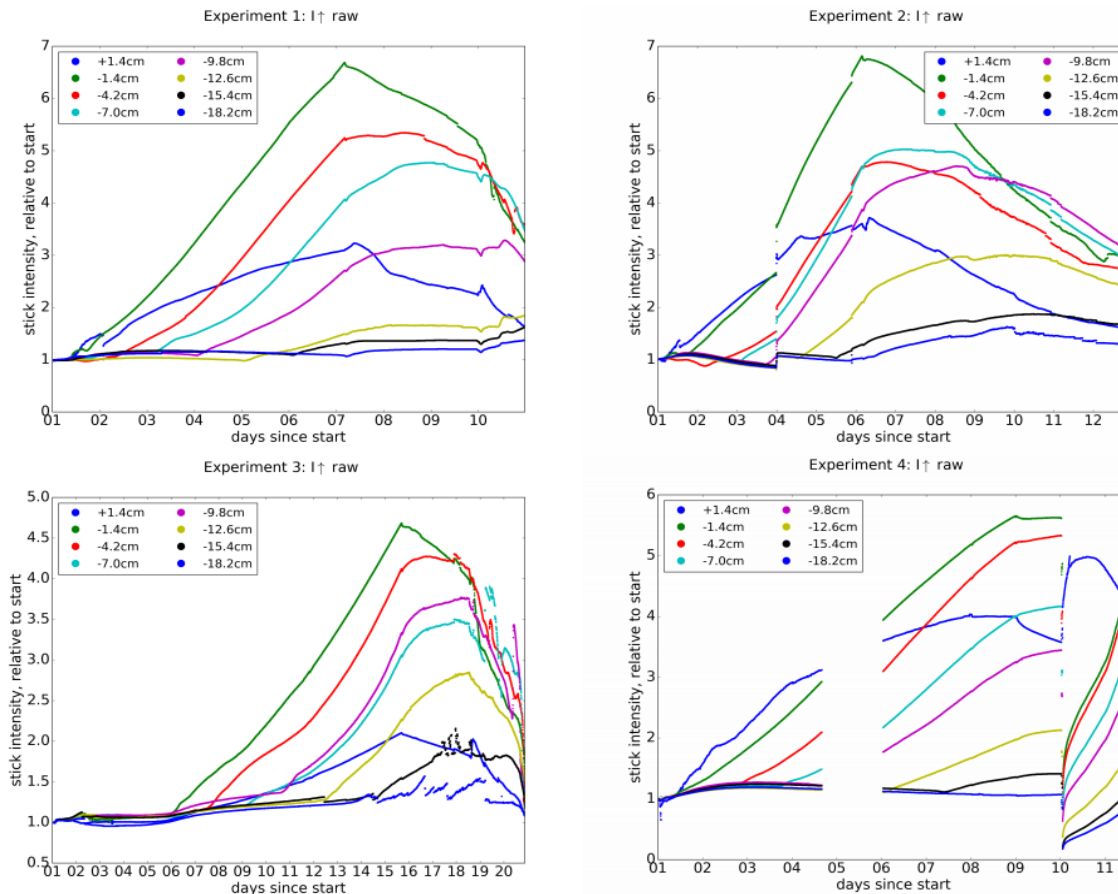 Experiment 1: I↑ raw
stick intensity, relative to start
7
6
5
4
3
2
1
0
+1.4cm -9.8cm
-1.4cm -12.6cm
-4.2cm -15.4cm
-7.0cm -18.2cm
01 02 03 04 05 06 07 08 09 10
days since start
Experiment 2: I↑ raw
stick intensity, relative to start
7
6
5
4
3
2
1
0
+1.4cm -9.8cm
-1.4cm -12.6cm
-4.2cm -15.4cm
-7.0cm -18.2cm
01 02 03 04 05 06 07 08 09 10 11 12
days since start
Experiment 3: I↑ raw
stick intensity, relative to start
5.0
4.5
4.0
3.5
3.0
2.5
2.0
1.5
1.0
0.5
+1.4cm -9.8cm
-1.4cm -12.6cm
-4.2cm -15.4cm
-7.0cm -18.2cm
01 02 03 04 05 06 07 08 09 10 11 12 13 14 15 16 17 18 19 20
days since start
Experiment 4: I↑ raw
stick intensity, relative to start
6
5
4
3
2
1
0
+1.4cm -9.8cm
-1.4cm -12.6cm
-4.2cm -15.4cm
-7.0cm -18.2cm
01 02 03 04 05 06 07 08 09 10 11
days since start